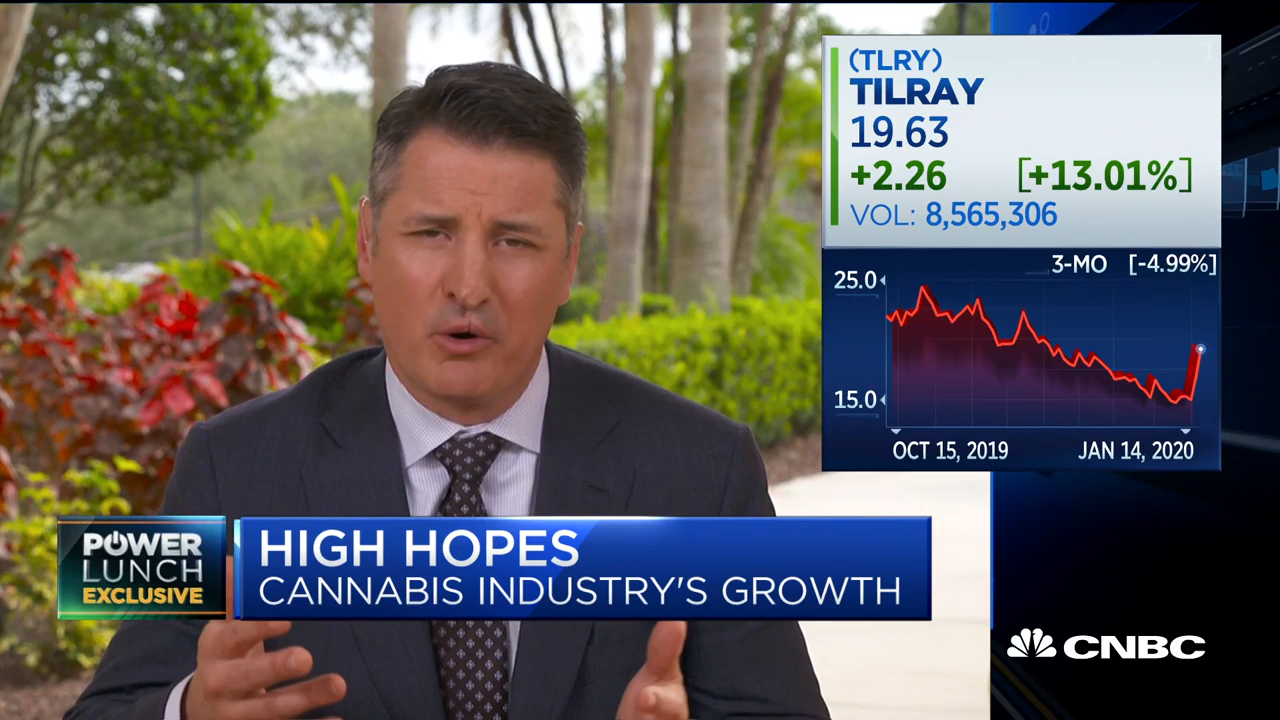 (TLRY)
TILRAY
19.63
+2.26 [+13.01%]
VOL: 8,565,306
3-MO [-4.99%]
25.0
15.0
OCT 15, 2019 JAN 14, 2020
POWER
LUNCH
EXCLUSIVE
HIGH HOPES
CANNABIS INDUSTRY'S GROWTH
CNBC